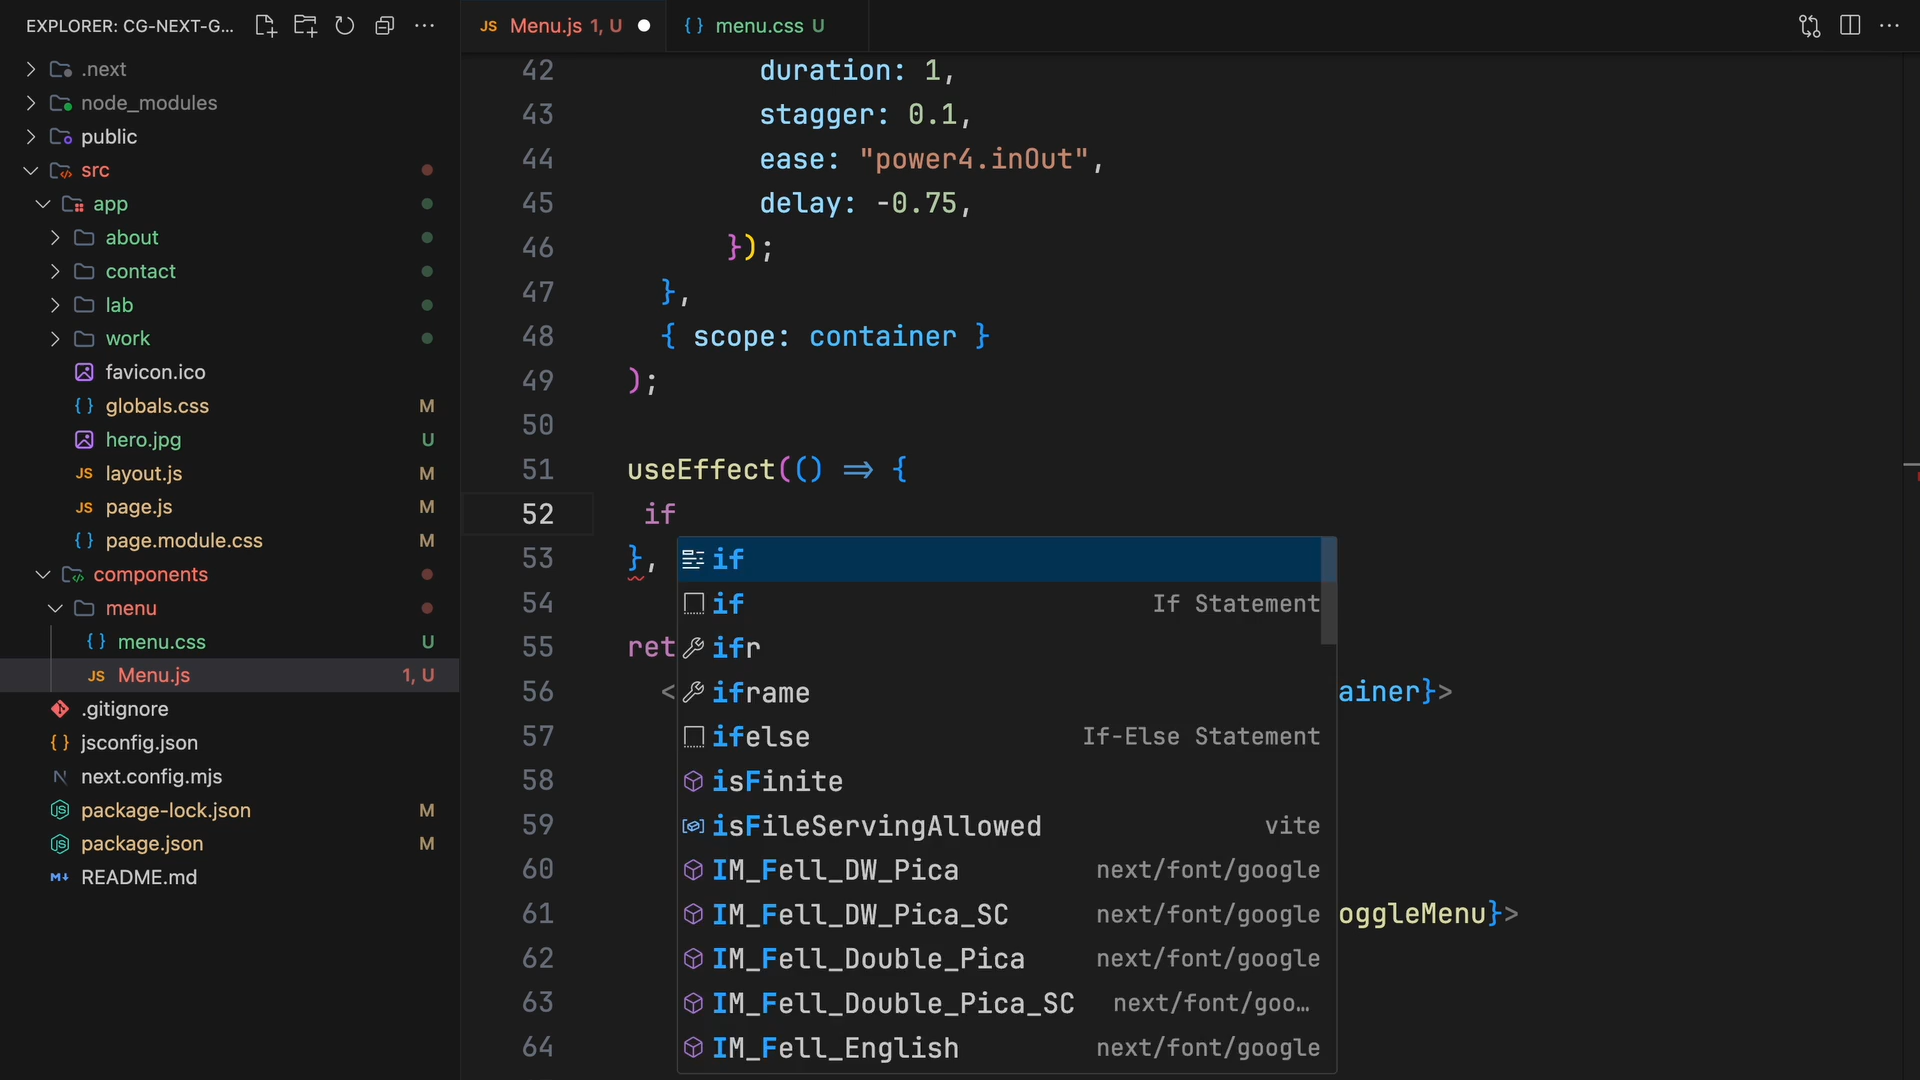 EXPLORER: CG-NEXT-G...
.next
node_modules
public
src
app
about
contact
lab
work
favicon.ico
globals.css M
hero.jpg U
JS layout.js M
JS page.js M
page.module.css M
components
menu
menu.css U
JS Menu.js 1, U
.gitignore
jsconfig.json
next.config.mjs
package-lock.json M
package.json M
README.md
JS Menu.js 1, U
{} menu.css U
42 duration: 1,
43 stagger: 0.1,
44 ease: "power4.inOut",
45 delay: -0.75,
46 });
47 },
48 { scope: container }
49 );
50
51 useEffect(() => {
52 if
53 },
54
55 ret
56 < ainer}>
57
58
59
60
61 oggleMenu}>
62
63
64
if
if If Statement
ifr
iframe
ifelse If-Else Statement
isFinite
isFileServingAllowed vite
IM_Fell_DW_Pica next/font/google
IM_Fell_DW_Pica_SC next/font/google
IM_Fell_Double_Pica next/font/google
IM_Fell_Double_Pica_SC next/font/goo…
IM_Fell_English next/font/google